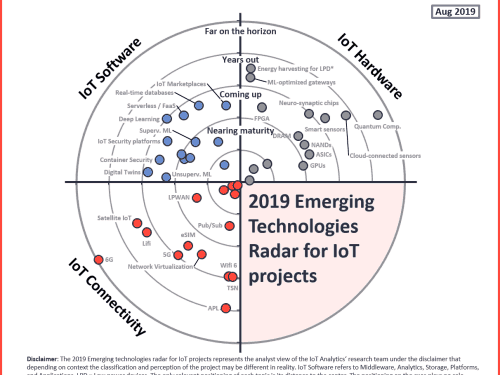 Aug 2019
Far on the horizon
IoT Software
IoT Hardware
Years out
Energy harvesting for LPD*
IoT Marketplaces
ML-optimized gateways
Real-time databases
Coming up
Neuro-synaptic chips
Serverless / FaaS
Deep Learning
FPGA
Quantum Comp.
Superv. ML
Nearing maturity
Smart sensors
DRAM
IoT Security platforms
NANDs
ASICs
Cloud-connected sensors
Container Security
GPUs
Digital Twins
Unsuperv. ML
LPWAN
2019 Emerging
Technologies
Radar for IoT
projects
Satellite IoT
Pub/Sub
Lifi
eSIM
5G
6G
Network Virtualization
Wifi 6
TSN
APL
IoT Connectivity
Disclaimer: The 2019 Emerging technologies radar for IoT projects represents the analyst view of the IoT Analytics' research team under the disclaimer that
depending on context the classification and perception of the project may be different in reality. IoT Software refers to Middleware, Analytics, Storage, Platforms,